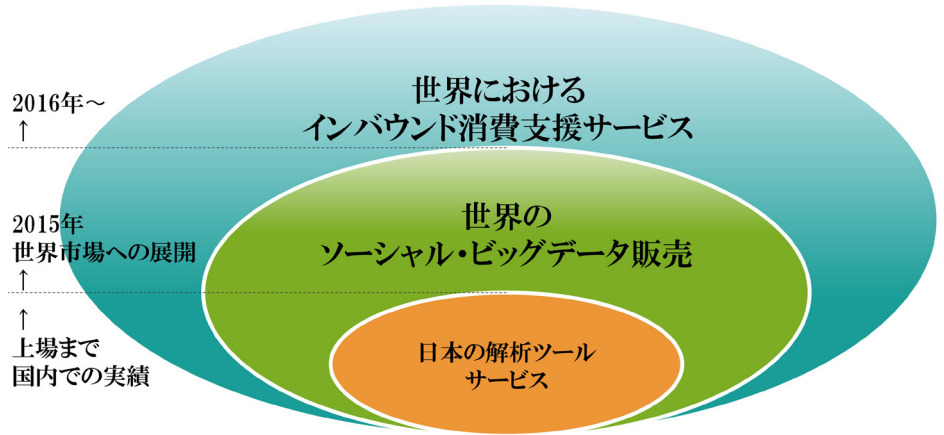 世界における
インバウンド消費支援サービス
2016年〜
↑
世界の
ソーシャル・ビッグデータ販売
2015年
世界市場への展開
↑
日本の解析ツール
サービス
↑
上場まで
国内での実績